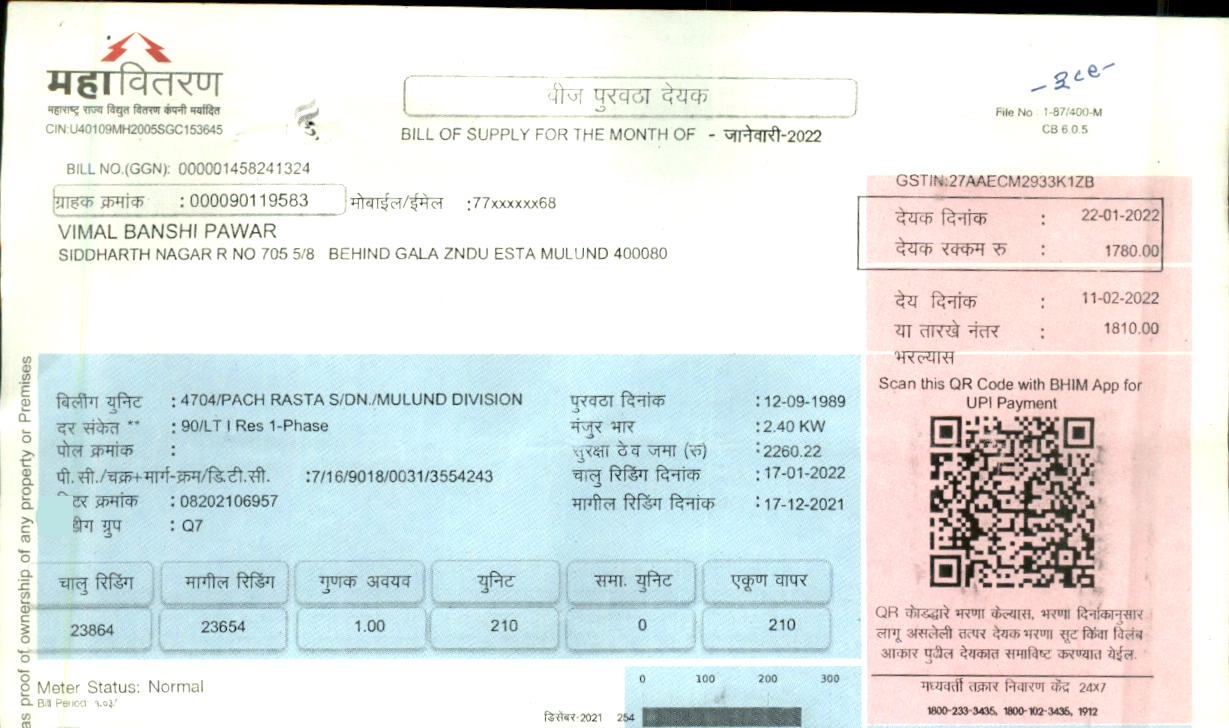 महावितरण
महाराष्ट्र राज्य विद्युत वितरण कंपनी मर्यादित
CIN:U40109MH2005SGC153645
वीज पुरवठा देयक
BILL OF SUPPLY FOR THE MONTH OF - जानेवारी-2022
File No 1-87/400-M
CB 6.0.5
BILL NO.(GGN): 000001458241324
ग्राहक क्रमांक :000090119583 मोबाईल/ईमेल :77xxxxxx68
VIMAL BANSHI PAWAR
SIDDHARTH NAGAR R NO 705 5/8 BEHIND GALA ZNDU ESTA MULUND 400080
GSTIN:27AAECM2933K1ZB
देयक दिनांक : 22-01-2022
देयक रक्कम रु : 1780.00
देय दिनांक : 11-02-2022
या तारखे नंतर : 1810.00
भरल्यास
Scan this QR Code with BHIM App for
UPI Payment
QR कोडद्वारे भरणा केल्यास, भरणा दिनांकानुसार
लागू असलेली तत्पर देयक भरणा सूट किंवा विलंब
आकार पुढील देयकात समाविष्ट करण्यात येईल.
मध्यवर्ती तक्रार निवारण केंद्र 24X7
1800-233-3435, 1800-102-3435, 1912
as proof of ownership of any property or Premises
बिलींग युनिट : 4704/PACH RASTA S/DN./MULUND DIVISION
दर संकेत ** : 90/LT I Res 1-Phase
पोल क्रमांक :
पी.सी./चक्र+मार्ग-क्रम/डि.टी.सी. :7/16/9018/0031/3554243
टर क्रमांक : 08202106957
ग्रुप : Q7
पुरवठा दिनांक :12-09-1989
मंजुर भार :2.40 KW
सुरक्षा ठेव जमा (रु) :2260.22
चालु रिडिंग दिनांक :17-01-2022
मागील रिडिंग दिनांक :17-12-2021
चालु रिडिंग मागील रिडिंग गुणक अवयव युनिट समा. युनिट एकूण वापर
23864 23654 1.00 210 0 210
Meter Status: Normal
Bill Period: १.०३/
0 100 200 300
डिसेंबर-2021 254